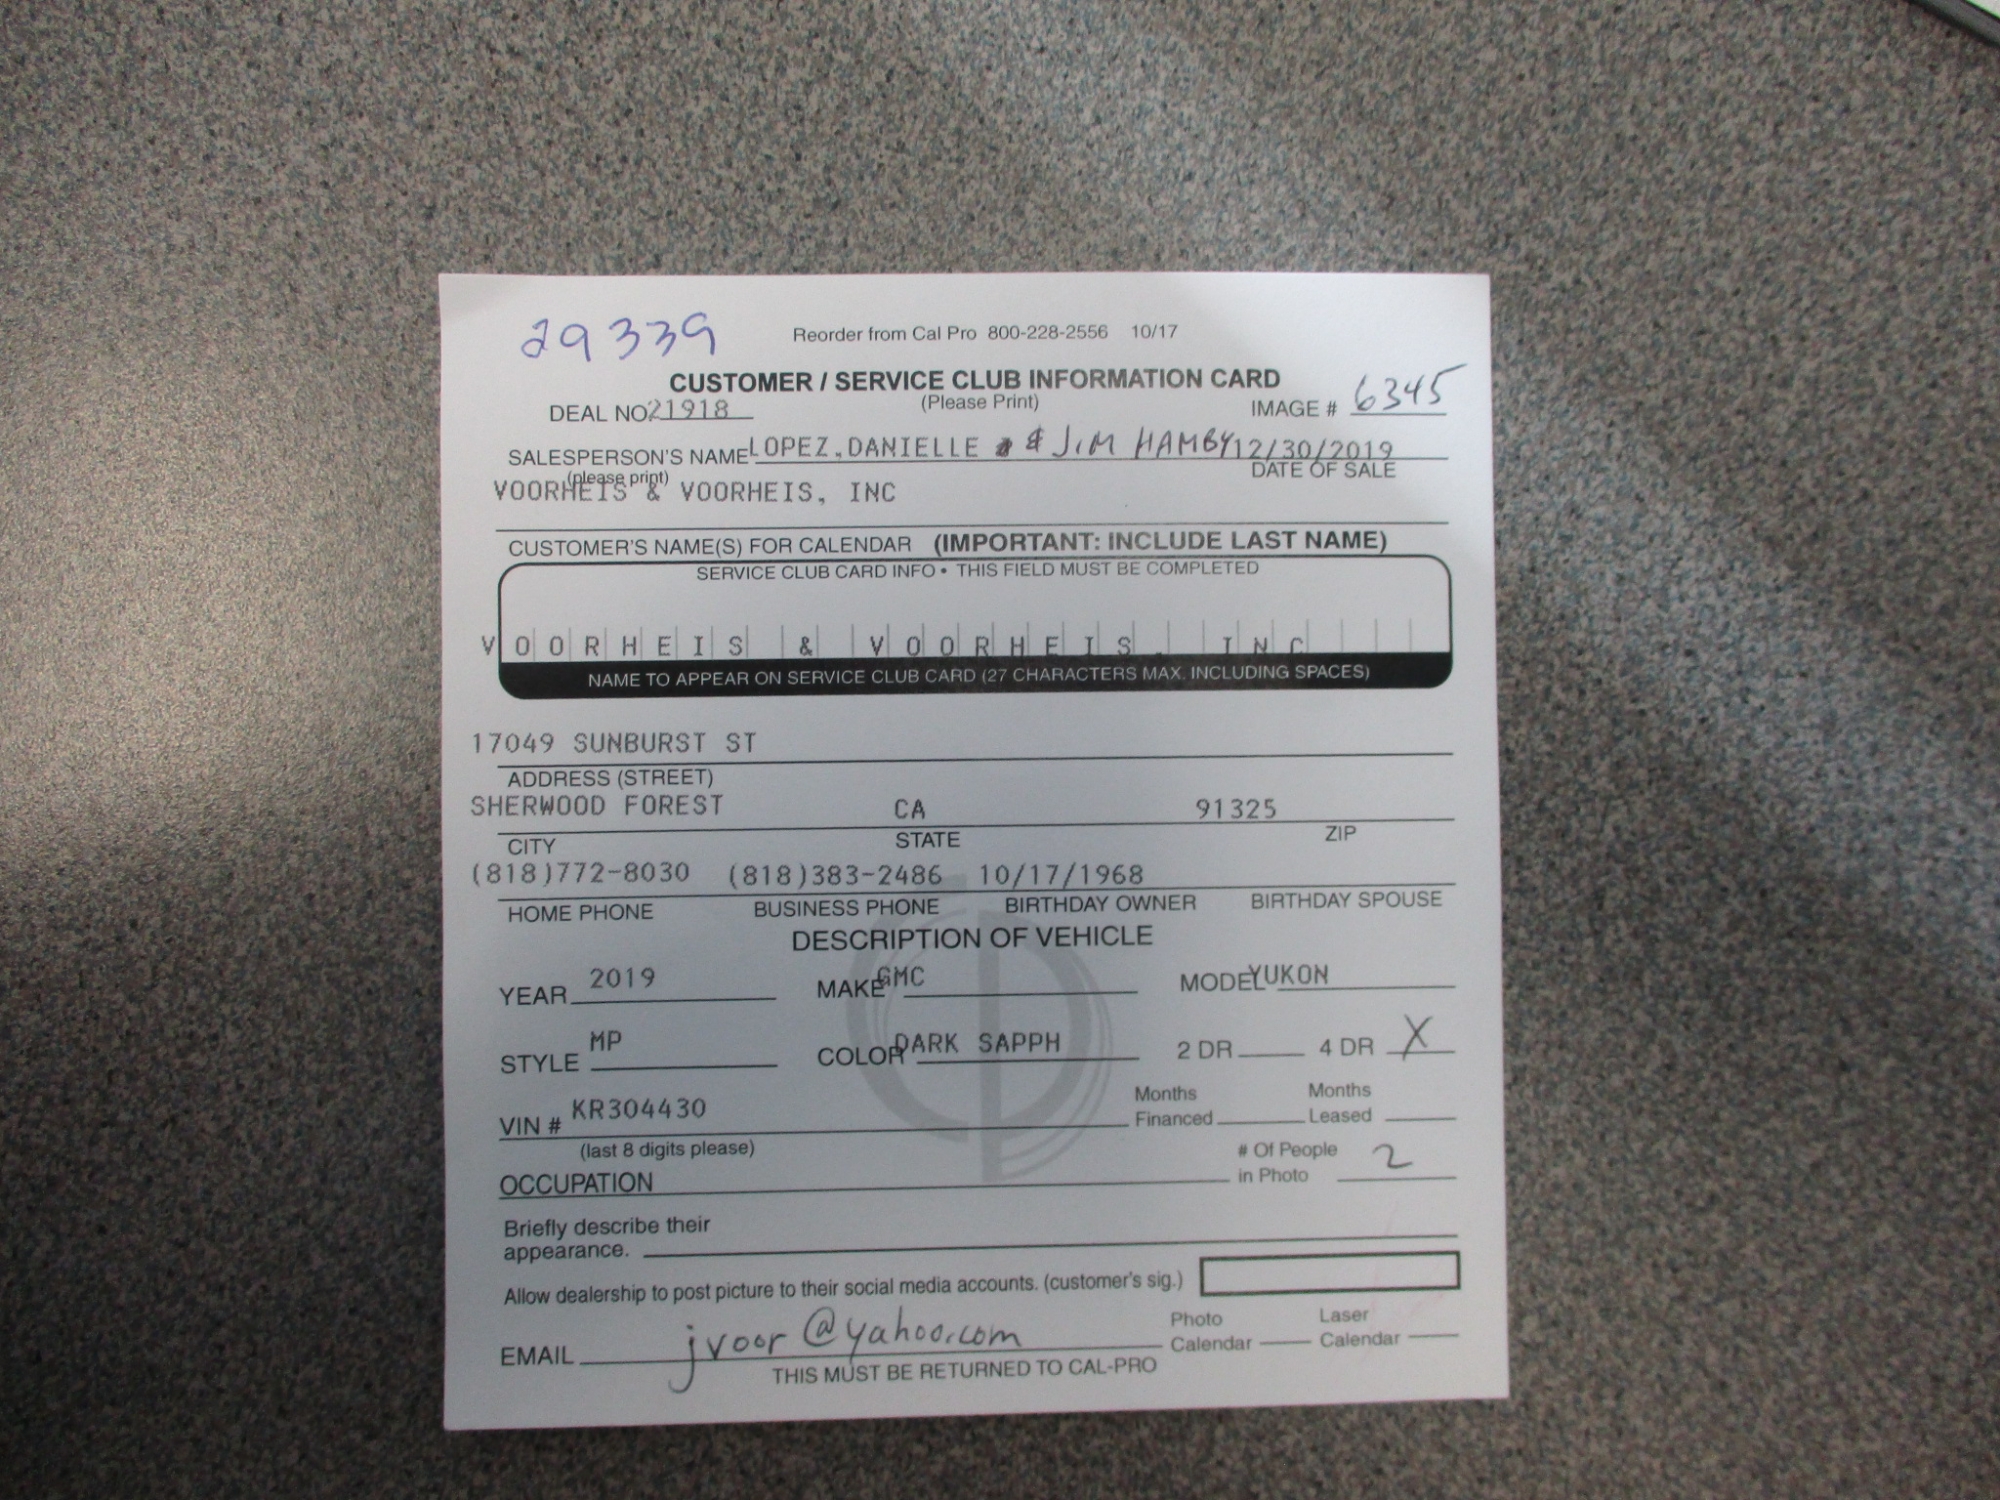 29339
Reorder from Cal Pro 800-228-2556 10/17
CUSTOMER / SERVICE CLUB INFORMATION CARD
(Please Print)
DEAL NO. 21918 IMAGE # 6345
SALESPERSON'S NAME LOPEZ, DANIELLE & JIM HAMBY 12/30/2019
(please print) DATE OF SALE
VOORHEIS & VOORHEIS, INC
CUSTOMER'S NAME(S) FOR CALENDAR (IMPORTANT: INCLUDE LAST NAME)
SERVICE CLUB CARD INFO • THIS FIELD MUST BE COMPLETED
VOORHEIS & VOORHEIS, INC
NAME TO APPEAR ON SERVICE CLUB CARD (27 CHARACTERS MAX. INCLUDING SPACES)
17049 SUNBURST ST
ADDRESS (STREET)
SHERWOOD FOREST CA 91325
CITY STATE ZIP
(818)772-8030 (818)383-2486 10/17/1968
HOME PHONE BUSINESS PHONE BIRTHDAY OWNER BIRTHDAY SPOUSE
DESCRIPTION OF VEHICLE
YEAR 2019 MAKE GMC MODEL YUKON
STYLE MP COLOR DARK SAPPH 2 DR 4 DR X
VIN # KR304430 Months Financed Months Leased
(last 8 digits please)
OCCUPATION # Of People in Photo 2
Briefly describe their
appearance.
Allow dealership to post picture to their social media accounts. (customer's sig.)
EMAIL jvoor@yahoo.com Photo Calendar Laser Calendar
THIS MUST BE RETURNED TO CAL-PRO